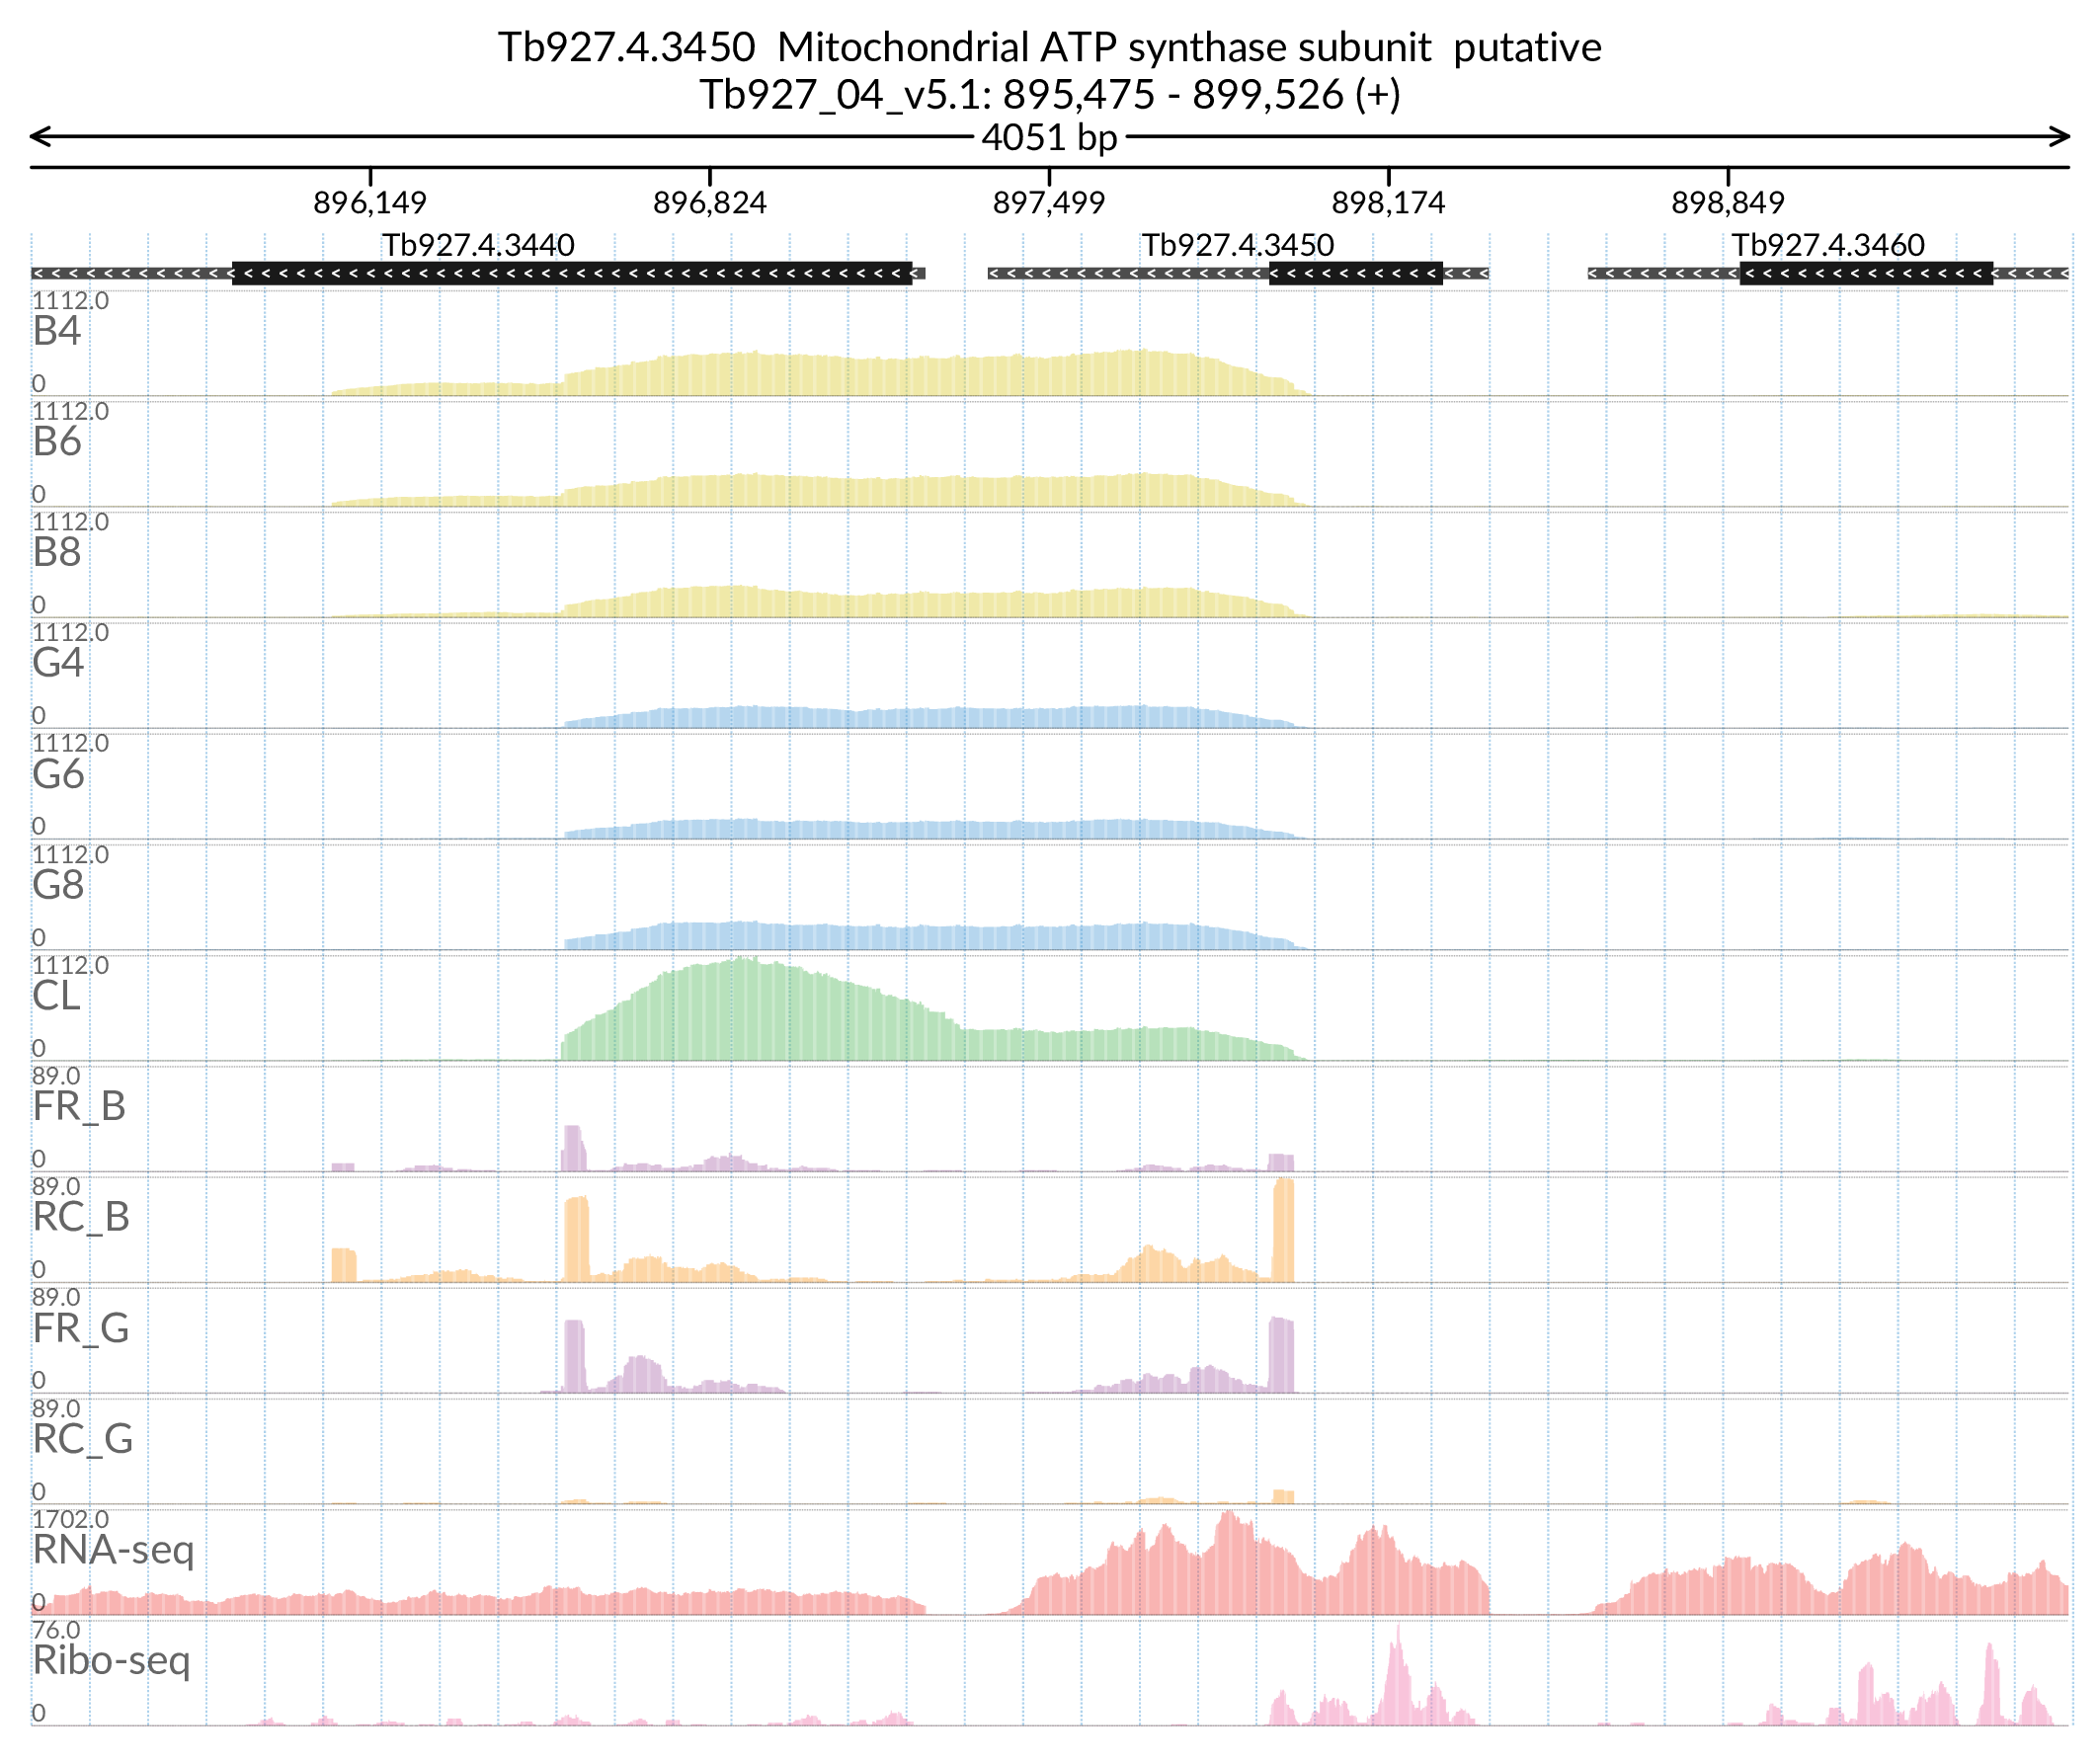 Tb927.4.3450  Mitochondrial ATP synthase subunit  putative
Tb927_04_v5.1: 895,475 - 899,526 (+)
4051 bp
896,149 896,824 897,499 898,174 898,849
Tb927.4.3440 Tb927.4.3450 Tb927.4.3460
1112.0
B4
0
1112.0
B6
0
1112.0
B8
0
1112.0
G4
0
1112.0
G6
0
1112.0
G8
0
1112.0
CL
0
89.0
FR_B
0
89.0
RC_B
0
89.0
FR_G
0
89.0
RC_G
0
1702.0
RNA-seq
0
76.0
Ribo-seq
0